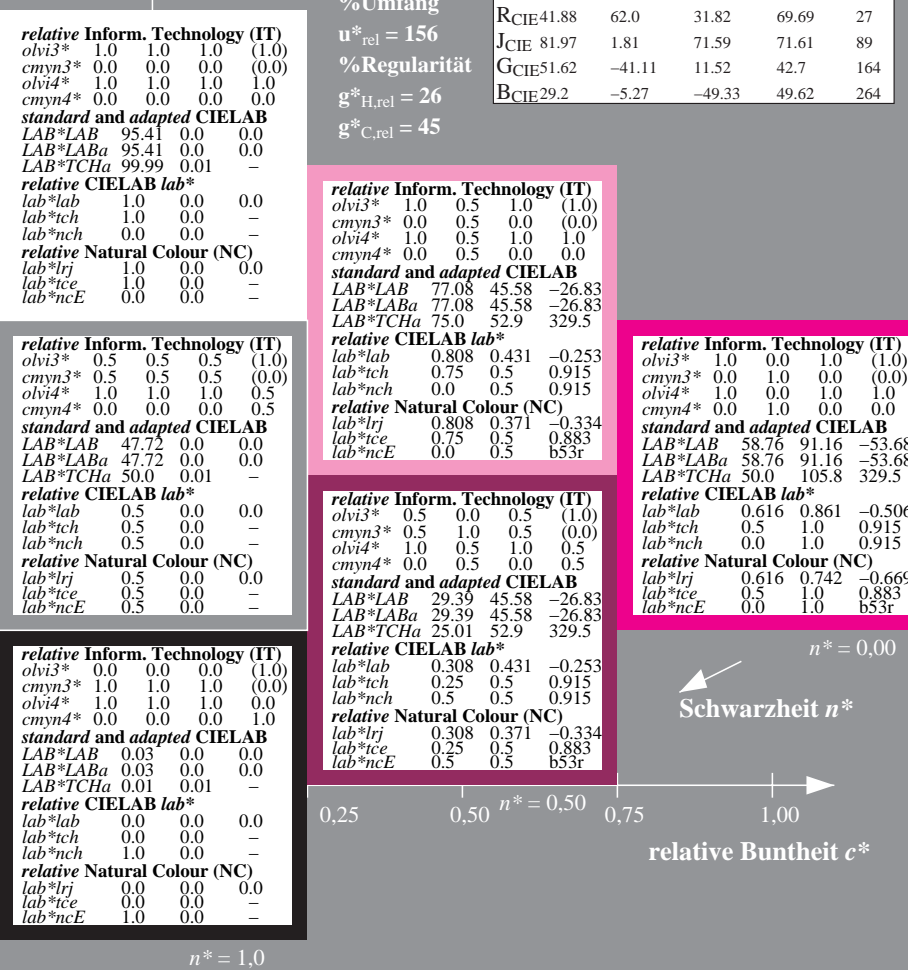 %Umfang
u*rel = 156
%Regularität
g*H,rel = 26
g*C,rel = 45
RCIE 41.88 62.0 31.82 69.69 27
JCIE 81.97 1.81 71.59 71.61 89
GCIE 51.62 −41.11 11.52 42.7 164
BCIE 29.2 −5.27 −49.33 49.62 264
relative Inform. Technology (IT)
olvi3* 1.0 1.0 1.0 (1.0)
cmyn3* 0.0 0.0 0.0 (0.0)
olvi4* 1.0 1.0 1.0 1.0
cmyn4* 0.0 0.0 0.0 0.0
standard and adapted CIELAB
LAB*LAB 95.41 0.0 0.0
LAB*LABa 95.41 0.0 0.0
LAB*TCHa 99.99 0.01 –
relative CIELAB lab*
lab*lab 1.0 0.0 0.0
lab*tch 1.0 0.0 –
lab*nch 0.0 0.0 –
relative Natural Colour (NC)
lab*lrj 1.0 0.0 0.0
lab*tce 1.0 0.0 –
lab*ncE 0.0 0.0 –
relative Inform. Technology (IT)
olvi3* 1.0 0.5 1.0 (1.0)
cmyn3* 0.0 0.5 0.0 (0.0)
olvi4* 1.0 0.5 1.0 1.0
cmyn4* 0.0 0.5 0.0 0.0
standard and adapted CIELAB
LAB*LAB 77.08 45.58 −26.83
LAB*LABa 77.08 45.58 −26.83
LAB*TCHa 75.0 52.9 329.5
relative CIELAB lab*
lab*lab 0.808 0.431 −0.253
lab*tch 0.75 0.5 0.915
lab*nch 0.0 0.5 0.915
relative Natural Colour (NC)
lab*lrj 0.808 0.371 −0.334
lab*tce 0.75 0.5 0.883
lab*ncE 0.0 0.5 b53r
relative Inform. Technology (IT)
olvi3* 0.5 0.5 0.5 (1.0)
cmyn3* 0.5 0.5 0.5 (0.0)
olvi4* 1.0 1.0 1.0 0.5
cmyn4* 0.0 0.0 0.0 0.5
standard and adapted CIELAB
LAB*LAB 47.72 0.0 0.0
LAB*LABa 47.72 0.0 0.0
LAB*TCHa 50.0 0.01 –
relative CIELAB lab*
lab*lab 0.5 0.0 0.0
lab*tch 0.5 0.0 –
lab*nch 0.5 0.0 –
relative Natural Colour (NC)
lab*lrj 0.5 0.0 0.0
lab*tce 0.5 0.0 –
lab*ncE 0.5 0.0 –
relative Inform. Technology (IT)
olvi3* 1.0 0.0 1.0 (1.0)
cmyn3* 0.0 1.0 0.0 (0.0)
olvi4* 1.0 0.0 1.0 1.0
cmyn4* 0.0 1.0 0.0 0.0
standard and adapted CIELAB
LAB*LAB 58.76 91.16 −53.68
LAB*LABa 58.76 91.16 −53.68
LAB*TCHa 50.0 105.8 329.5
relative CIELAB lab*
lab*lab 0.616 0.861 −0.506
lab*tch 0.5 1.0 0.915
lab*nch 0.0 1.0 0.915
relative Natural Colour (NC)
lab*lrj 0.616 0.742 −0.669
lab*tce 0.5 1.0 0.883
lab*ncE 0.0 1.0 b53r
relative Inform. Technology (IT)
olvi3* 0.5 0.0 0.5 (1.0)
cmyn3* 0.5 1.0 0.5 (0.0)
olvi4* 1.0 0.5 1.0 0.5
cmyn4* 0.0 0.5 0.0 0.5
standard and adapted CIELAB
LAB*LAB 29.39 45.58 −26.83
LAB*LABa 29.39 45.58 −26.83
LAB*TCHa 25.01 52.9 329.5
relative CIELAB lab*
lab*lab 0.308 0.431 −0.253
lab*tch 0.25 0.5 0.915
lab*nch 0.5 0.5 0.915
relative Natural Colour (NC)
lab*lrj 0.308 0.371 −0.334
lab*tce 0.25 0.5 0.883
lab*ncE 0.5 0.5 b53r
relative Inform. Technology (IT)
olvi3* 0.0 0.0 0.0 (1.0)
cmyn3* 1.0 1.0 1.0 (0.0)
olvi4* 1.0 1.0 1.0 0.0
cmyn4* 0.0 0.0 0.0 1.0
standard and adapted CIELAB
LAB*LAB 0.03 0.0 0.0
LAB*LABa 0.03 0.0 0.0
LAB*TCHa 0.01 0.01 –
relative CIELAB lab*
lab*lab 0.0 0.0 0.0
lab*tch 0.0 0.0 –
lab*nch 1.0 0.0 –
relative Natural Colour (NC)
lab*lrj 0.0 0.0 0.0
lab*tce 0.0 0.0 –
lab*ncE 1.0 0.0 –
n* = 0,00
Schwarzheit n*
0,25 0,50 n* = 0,50 0,75 1,00
relative Buntheit c*
n* = 1,0